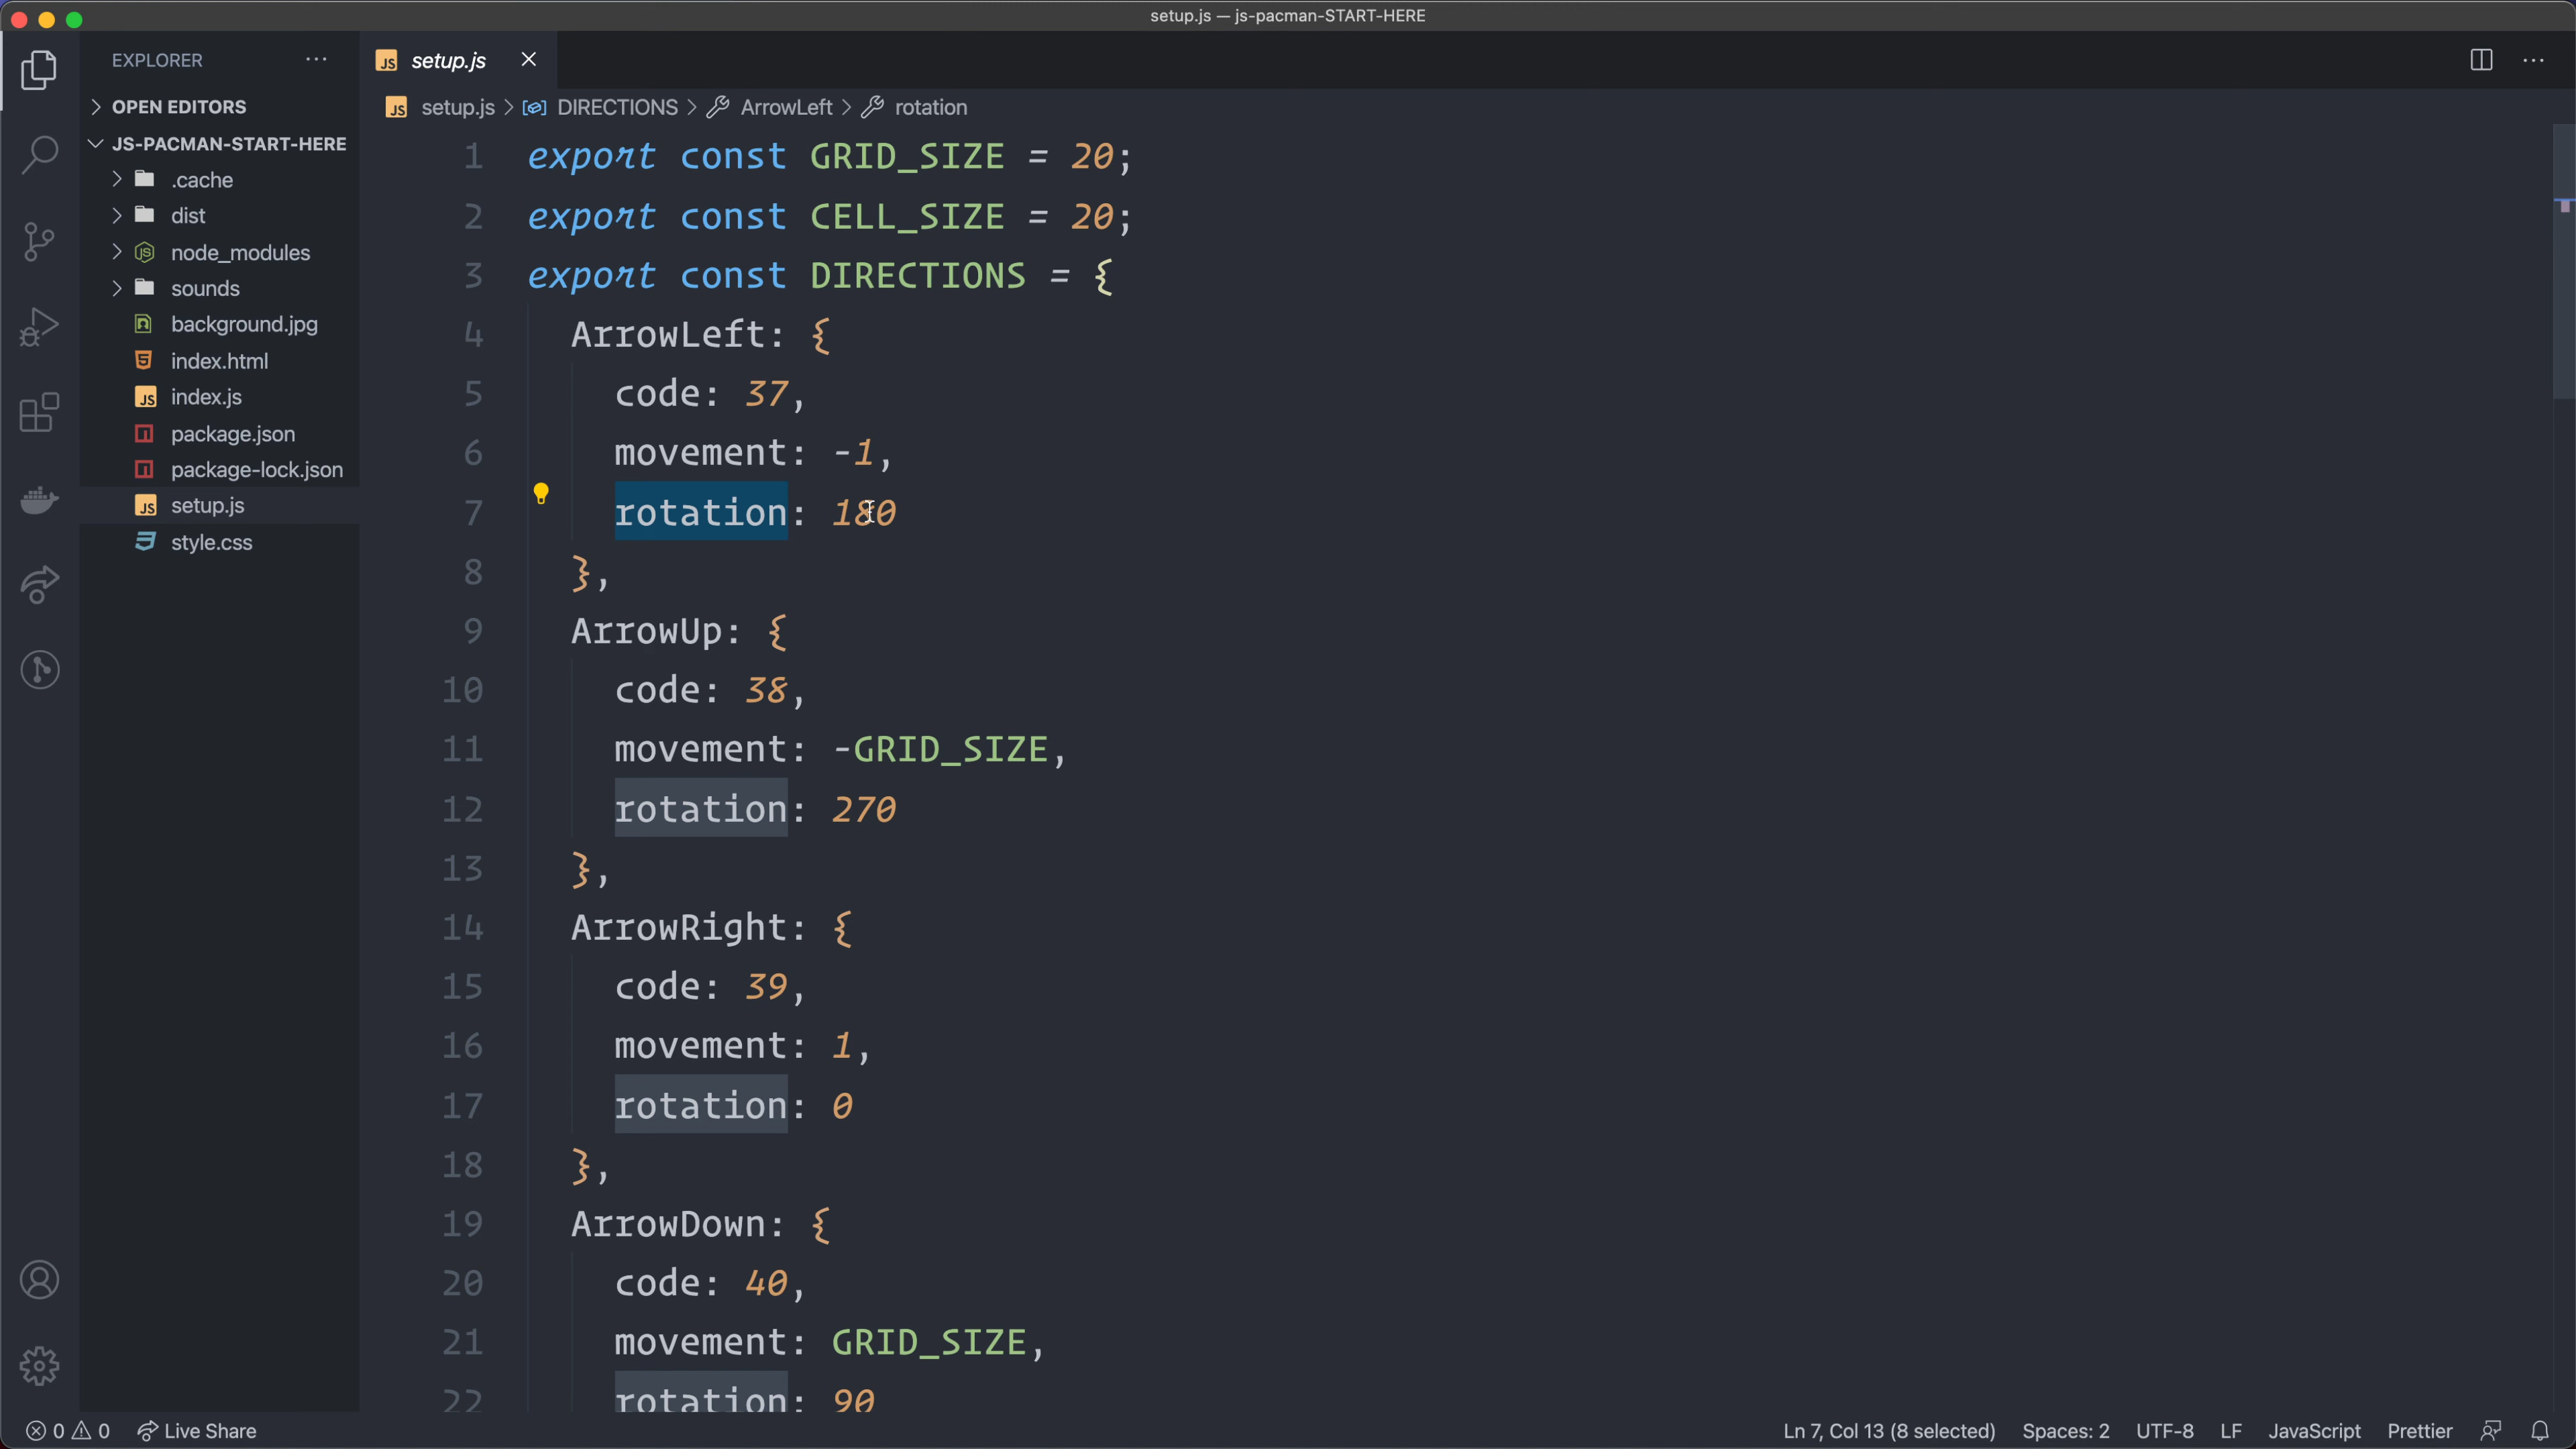 setup.js — js-pacman-START-HERE
EXPLORER
OPEN EDITORS
JS-PACMAN-START-HERE
.cache
dist
node_modules
sounds
background.jpg
index.html
index.js
package.json
package-lock.json
setup.js
style.css
setup.js
setup.js > DIRECTIONS > ArrowLeft > rotation
1 export const GRID_SIZE = 20;
2 export const CELL_SIZE = 20;
3 export const DIRECTIONS = {
4 ArrowLeft: {
5 code: 37,
6 movement: -1,
7 rotation: 180
8 },
9 ArrowUp: {
10 code: 38,
11 movement: -GRID_SIZE,
12 rotation: 270
13 },
14 ArrowRight: {
15 code: 39,
16 movement: 1,
17 rotation: 0
18 },
19 ArrowDown: {
20 code: 40,
21 movement: GRID_SIZE,
22 rotation: 90
0 0 Live Share Ln 7, Col 13 (8 selected) Spaces: 2 UTF-8 LF JavaScript Prettier